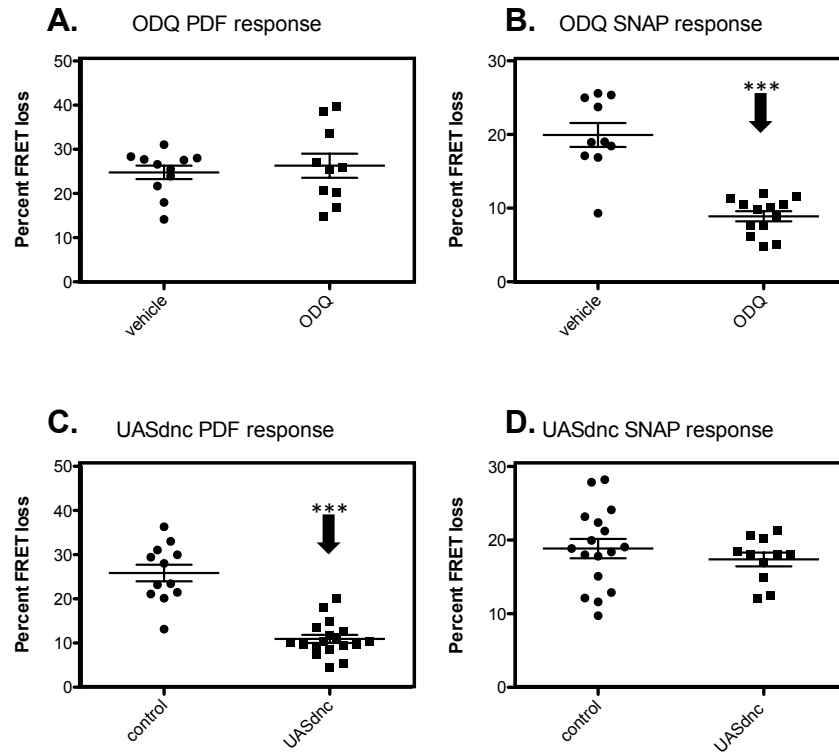 A. ODQ PDF response
Percent FRET loss
50
40
30
20
10
0
vehicle
ODQ
B. ODQ SNAP response
Percent FRET loss
30
20
10
0
***
vehicle
ODQ
C. UASdnc PDF response
Percent FRET loss
50
40
30
20
10
0
***
control
UASdnc
D. UASdnc SNAP response
Percent FRET loss
30
20
10
0
control
UASdnc